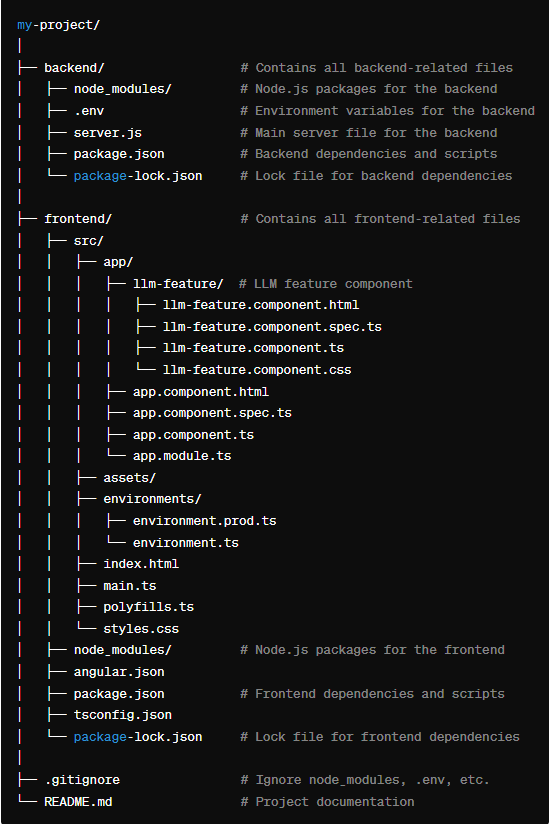 my-project/
│
├── backend/                  # Contains all backend-related files
│   ├── node_modules/         # Node.js packages for the backend
│   ├── .env                  # Environment variables for the backend
│   ├── server.js             # Main server file for the backend
│   ├── package.json          # Backend dependencies and scripts
│   └── package-lock.json     # Lock file for backend dependencies
│
├── frontend/                 # Contains all frontend-related files
│   ├── src/
│   │   ├── app/
│   │   │   ├── llm-feature/  # LLM feature component
│   │   │   │   ├── llm-feature.component.html
│   │   │   │   ├── llm-feature.component.spec.ts
│   │   │   │   ├── llm-feature.component.ts
│   │   │   │   └── llm-feature.component.css
│   │   │   ├── app.component.html
│   │   │   ├── app.component.spec.ts
│   │   │   ├── app.component.ts
│   │   │   └── app.module.ts
│   │   ├── assets/
│   │   ├── environments/
│   │   │   ├── environment.prod.ts
│   │   │   └── environment.ts
│   │   ├── index.html
│   │   ├── main.ts
│   │   ├── polyfills.ts
│   │   └── styles.css
│   ├── node_modules/         # Node.js packages for the frontend
│   ├── angular.json
│   ├── package.json          # Frontend dependencies and scripts
│   ├── tsconfig.json
│   └── package-lock.json     # Lock file for frontend dependencies
│
├── .gitignore                # Ignore node_modules, .env, etc.
└── README.md                 # Project documentation